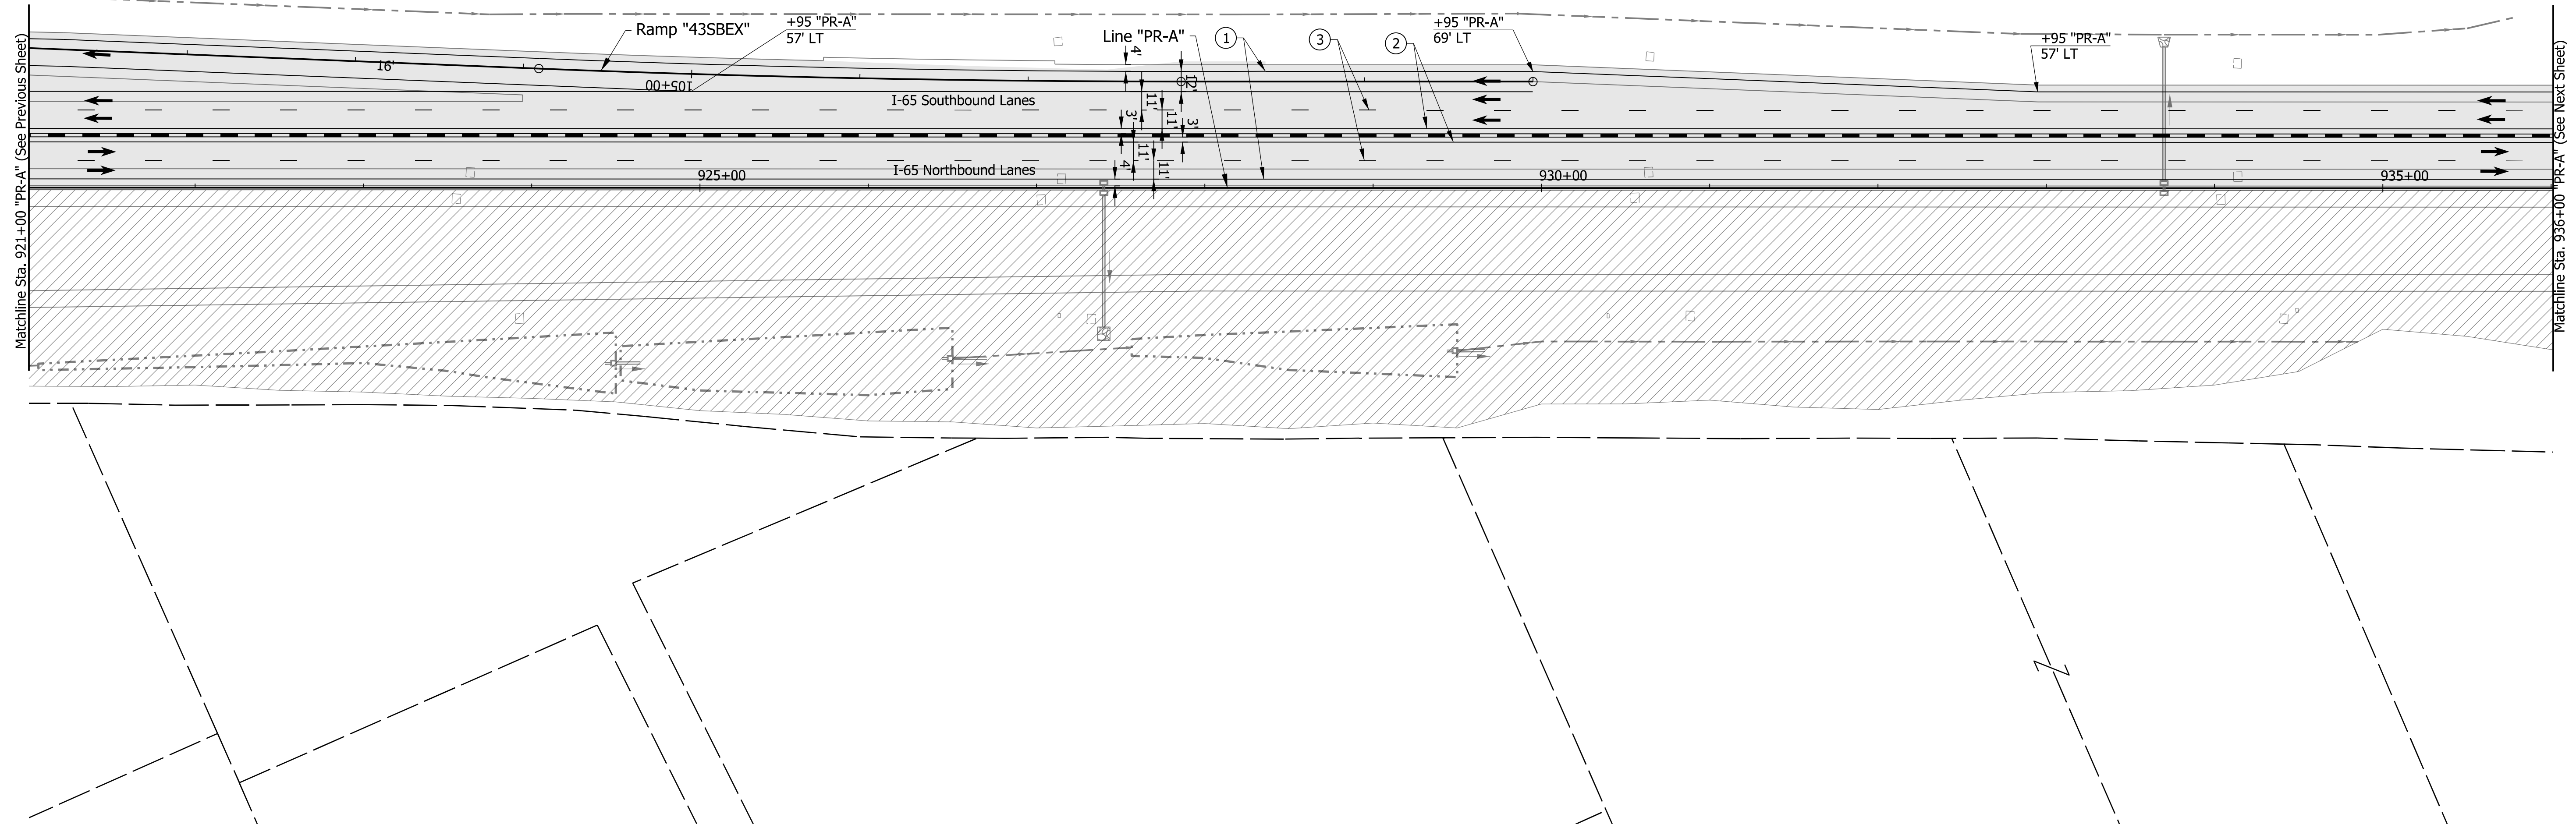 Matchline Sta. 921+00 "PR-A" (See Previous Sheet)
Ramp "43SBEX"
+95 "PR-A"
57' LT
Line "PR-A"
1
3
2
+95 "PR-A"
69' LT
+95 "PR-A"
57' LT
16'
105+00
4'
12'
I-65 Southbound Lanes
11'
11'
3'
3'
11'
11'
4'
I-65 Northbound Lanes
925+00
930+00
935+00
Matchline Sta. 936+00 "PR-A" (See Next Sheet)